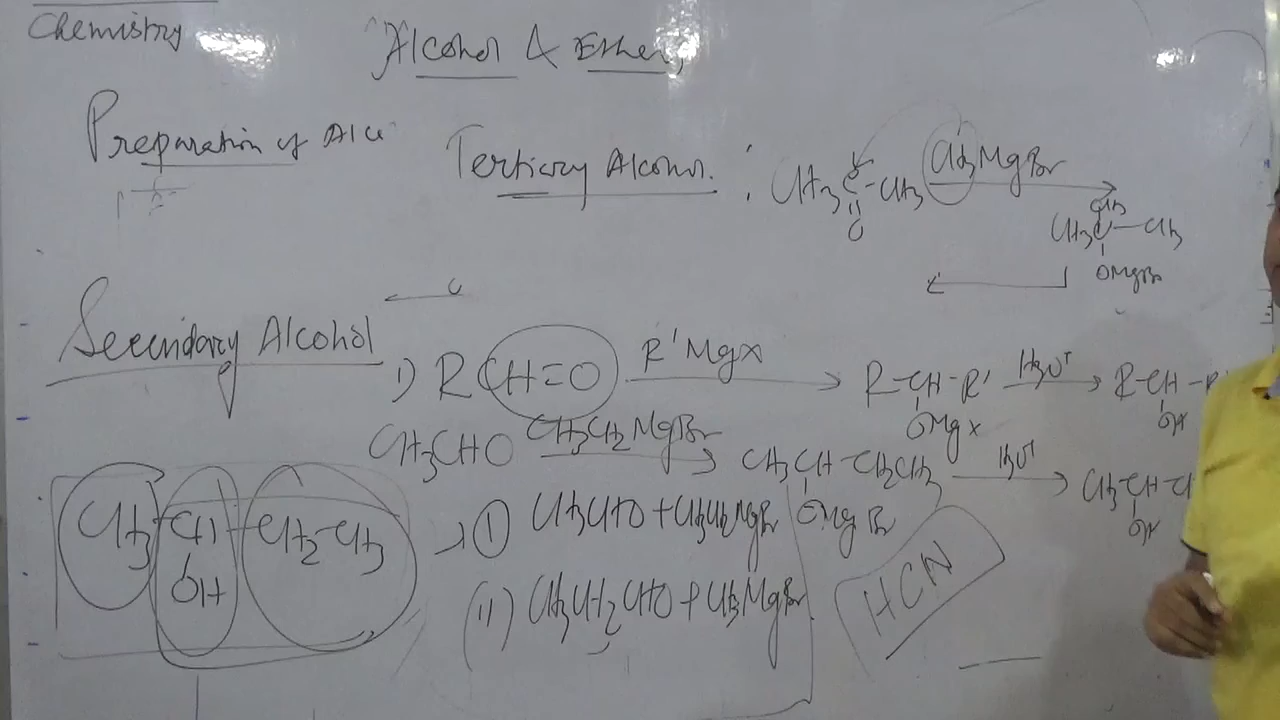 Chemistry
Alcohol & Ether,
Preparation of Alc
Tertiary Alcohol :
CH3 C - CH3
O
CH3MgBr
CH3
CH3 C - CH3
OMgBr
Secondary Alcohol
1) R CH=O R'Mgx R-CH-R' H3O+ R-CH-R'
OMgx OH
CH3CHO CH3CH2MgBr CH3CH-CH2CH3 H3O+ CH3-CH-C
OMgBr OH
CH3-CH-CH2-CH3
OH
(I) CH3CHO + CH3CH2MgBr
(II) CH3CH2CHO + CH3MgBr
HCN